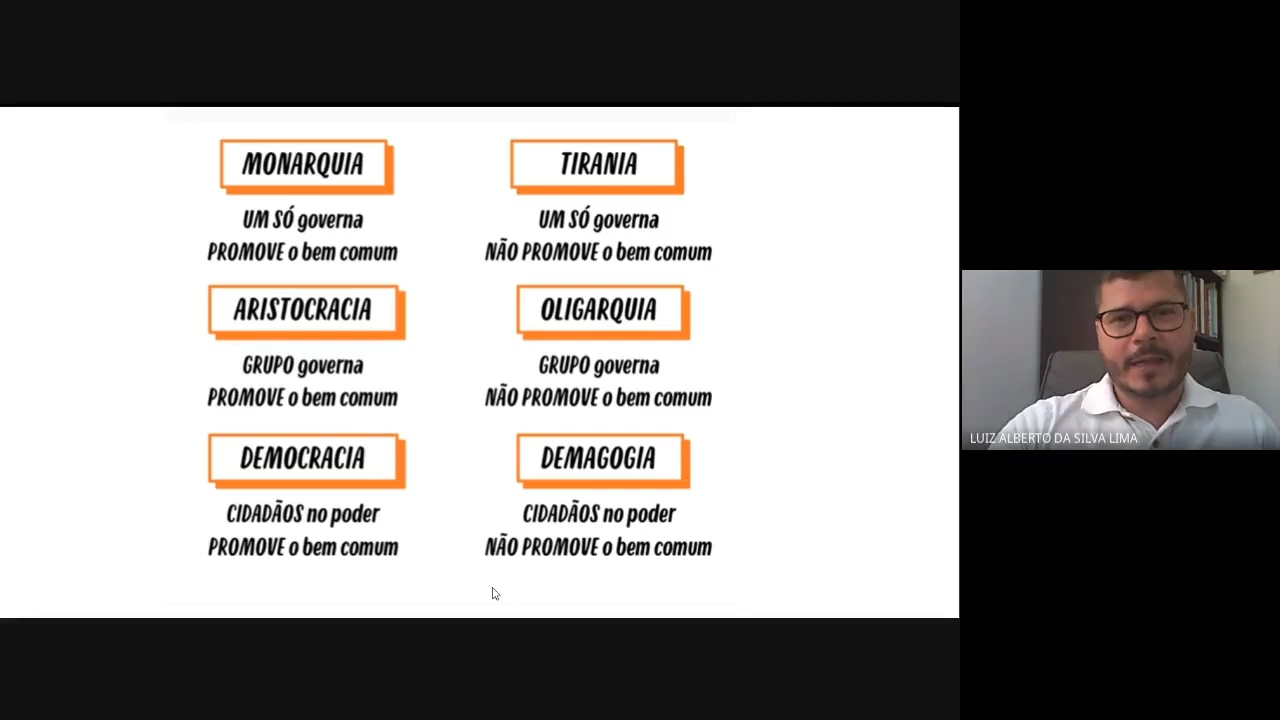 MONARQUIA
UM SÓ governa
PROMOVE o bem comum
TIRANIA
UM SÓ governa
NÃO PROMOVE o bem comum
ARISTOCRACIA
GRUPO governa
PROMOVE o bem comum
OLIGARQUIA
GRUPO governa
NÃO PROMOVE o bem comum
DEMOCRACIA
CIDADÃOS no poder
PROMOVE o bem comum
DEMAGOGIA
CIDADÃOS no poder
NÃO PROMOVE o bem comum
LUIZ ALBERTO DA SILVA LIMA